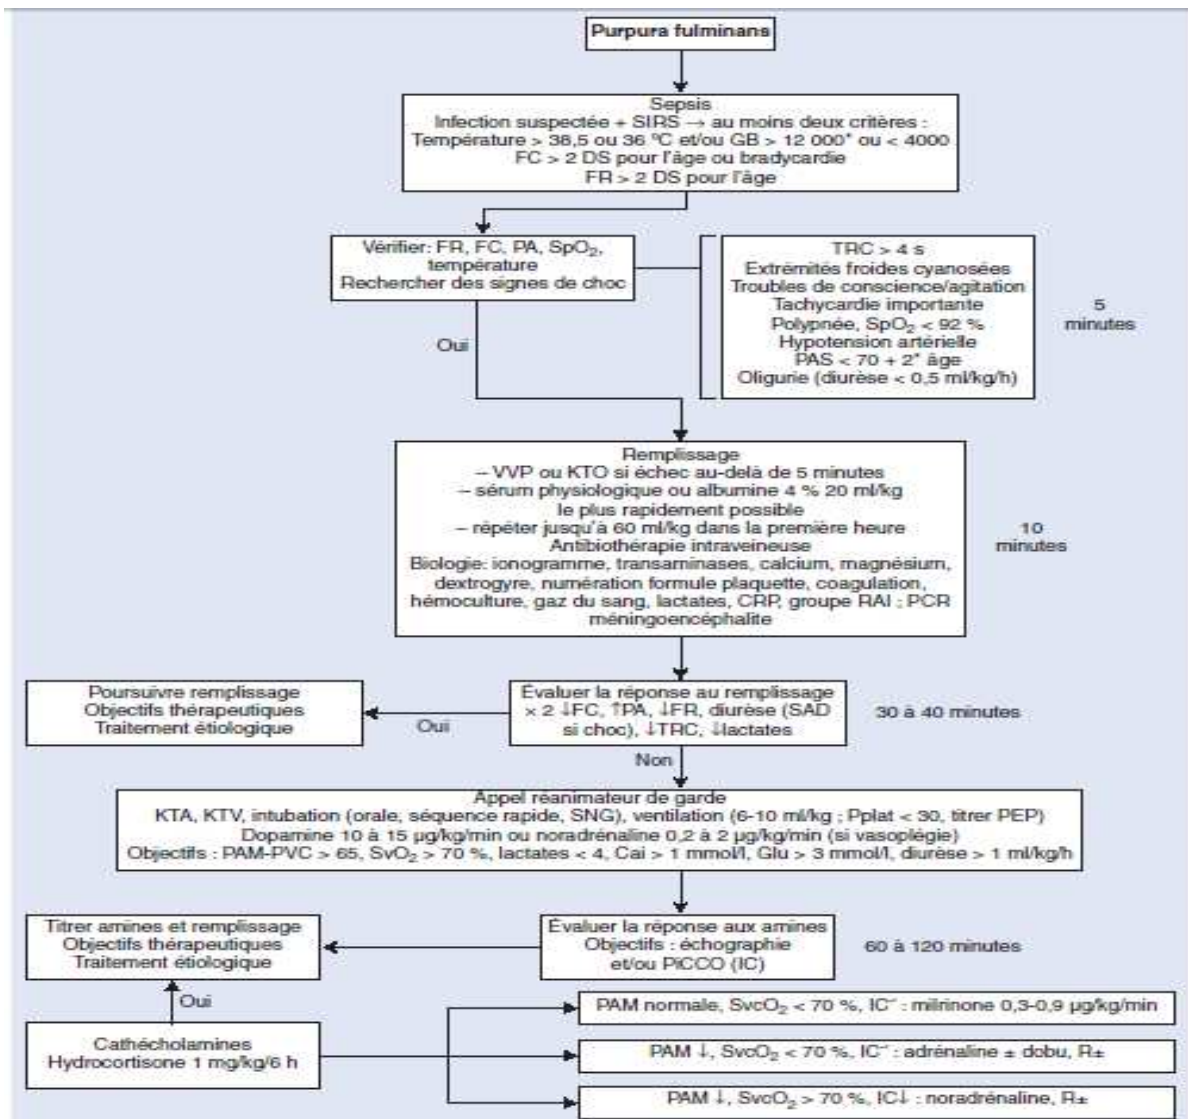 Purpura fulminans
Sepsis
Infection suspectée + SIRS → au moins deux critères :
Température > 38,5 ou 36 ºC et/ou GB > 12 000* ou < 4000
FC > 2 DS pour l'âge ou bradycardie
FR > 2 DS pour l'âge
Vérifier: FR, FC, PA, SpO₂,
température
Rechercher des signes de choc
TRC > 4 s
Extrémités froides cyanosées
Troubles de conscience/agitation
Tachycardie importante
Polypnée, SpO₂ < 92 %
Hypotension artérielle
PAS < 70 + 2* âge
Oligurie (diurèse < 0,5 ml/kg/h)
5
minutes
Oui
Remplissage
– VVP ou KTO si échec au-delà de 5 minutes
– sérum physiologique ou albumine 4 % 20 ml/kg
le plus rapidement possible
– répéter jusqu'à 60 ml/kg dans la première heure
Antibiothérapie intraveineuse
Biologie: ionogramme, transaminases, calcium, magnésium,
dextrogyre, numération formule plaquette, coagulation,
hémoculture, gaz du sang, lactates, CRP, groupe RAI ; PCR
méningoencéphalite
10
minutes
Poursuivre remplissage
Objectifs thérapeutiques
Traitement étiologique
Oui
Évaluer la réponse au remplissage
× 2 ↓FC, ↑PA, ↓FR, diurèse (SAD
si choc), ↓TRC, ↓lactates
30 à 40 minutes
Non
Appel réanimateur de garde
KTA, KTV, intubation (orale, séquence rapide, SNG), ventilation (6-10 ml/kg ; Pplat < 30, titrer PEP)
Dopamine 10 à 15 µg/kg/min ou noradrénaline 0,2 à 2 µg/kg/min (si vasoplégie)
Objectifs : PAM-PVC > 65, SvO₂ > 70 %, lactates < 4, Cai > 1 mmol/l, Glu > 3 mmol/l, diurèse > 1 ml/kg/h
Titrer amines et remplissage
Objectifs thérapeutiques
Traitement étiologique
Évaluer la réponse aux amines
Objectifs : échographie
et/ou PiCCO (IC)
60 à 120 minutes
Oui
Cathécholamines
Hydrocortisone 1 mg/kg/6 h
PAM normale, SvcO₂ < 70 %, IC⁻ : milrinone 0,3-0,9 µg/kg/min
PAM ↓, SvcO₂ < 70 %, IC⁻ : adrénaline ± dobu, R±
PAM ↓, SvcO₂ > 70 %, IC↓ : noradrénaline, R±